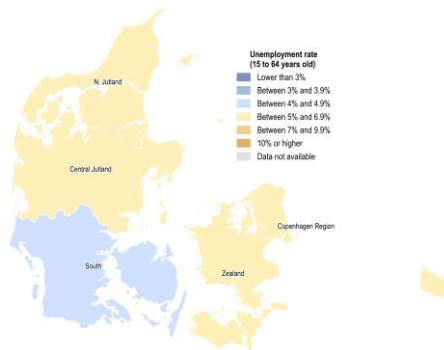 Unemployment rate
(15 to 64 years old)
Lower than 3%
Between 3% and 3.9%
Between 4% and 4.9%
Between 5% and 6.9%
Between 7% and 9.9%
10% or higher
Data not available
N. Jutland
Central Jutland
Copenhagen Region
South
Zealand